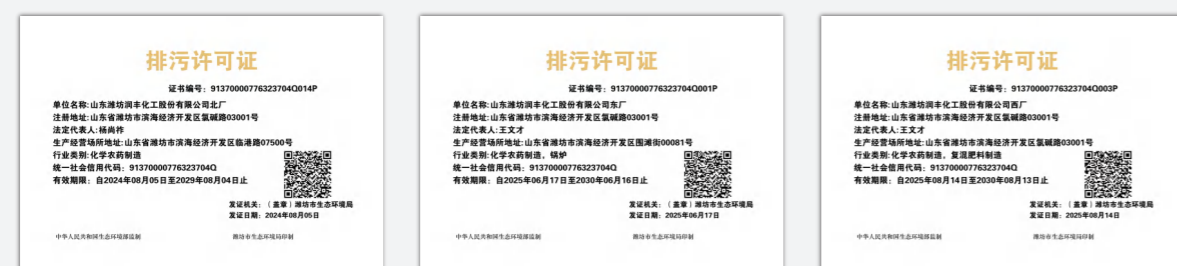 排污许可证
证书编号：91370000776323704Q014P
单位名称:山东潍坊润丰化工股份有限公司北厂
注册地址:山东省潍坊市滨海经济开发区氯碱路03001号
法定代表人:杨尚祚
生产经营场所地址:山东省潍坊市滨海经济开发区临港路07500号
行业类别:化学农药制造
统一社会信用代码：91370000776323704Q
有效期限：自2024年08月05日至2029年08月04日止
发证机关：（盖章）潍坊市生态环境局
发证日期：2024年08月05日
中华人民共和国生态环境部监制
潍坊市生态环境局印制
排污许可证
证书编号：91370000776323704Q001P
单位名称:山东潍坊润丰化工股份有限公司东厂
注册地址:山东省潍坊市滨海经济开发区氯碱路03001号
法定代表人:王文才
生产经营场所地址:山东省潍坊市滨海经济开发区围滩街00081号
行业类别:化学农药制造，锅炉
统一社会信用代码：91370000776323704Q
有效期限：自2025年06月17日至2030年06月16日止
发证机关：（盖章）潍坊市生态环境局
发证日期：2025年06月17日
中华人民共和国生态环境部监制
潍坊市生态环境局印制
排污许可证
证书编号：91370000776323704Q003P
单位名称:山东潍坊润丰化工股份有限公司西厂
注册地址:山东省潍坊市滨海经济开发区氯碱路03001号
法定代表人:王文才
生产经营场所地址:山东省潍坊市滨海经济开发区氯碱路03001号
行业类别:化学农药制造，复混肥料制造
统一社会信用代码：91370000776323704Q
有效期限：自2025年08月14日至2030年08月13日止
发证机关：（盖章）潍坊市生态环境局
发证日期：2025年08月14日
中华人民共和国生态环境部监制
潍坊市生态环境局印制